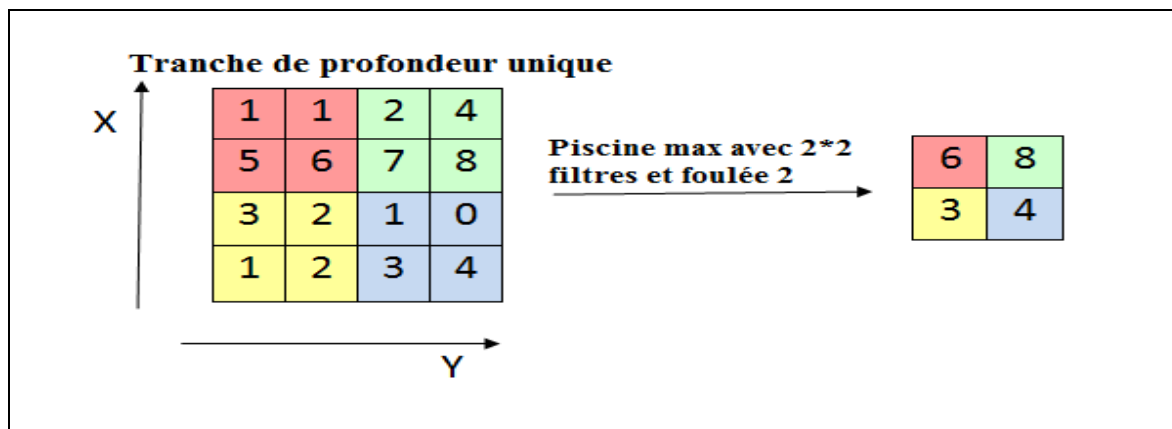 Tranche de profondeur unique
X
1 1 2 4
5 6 7 8
3 2 1 0
1 2 3 4
Y
Piscine max avec 2*2
filtres et foulée 2
6 8
3 4